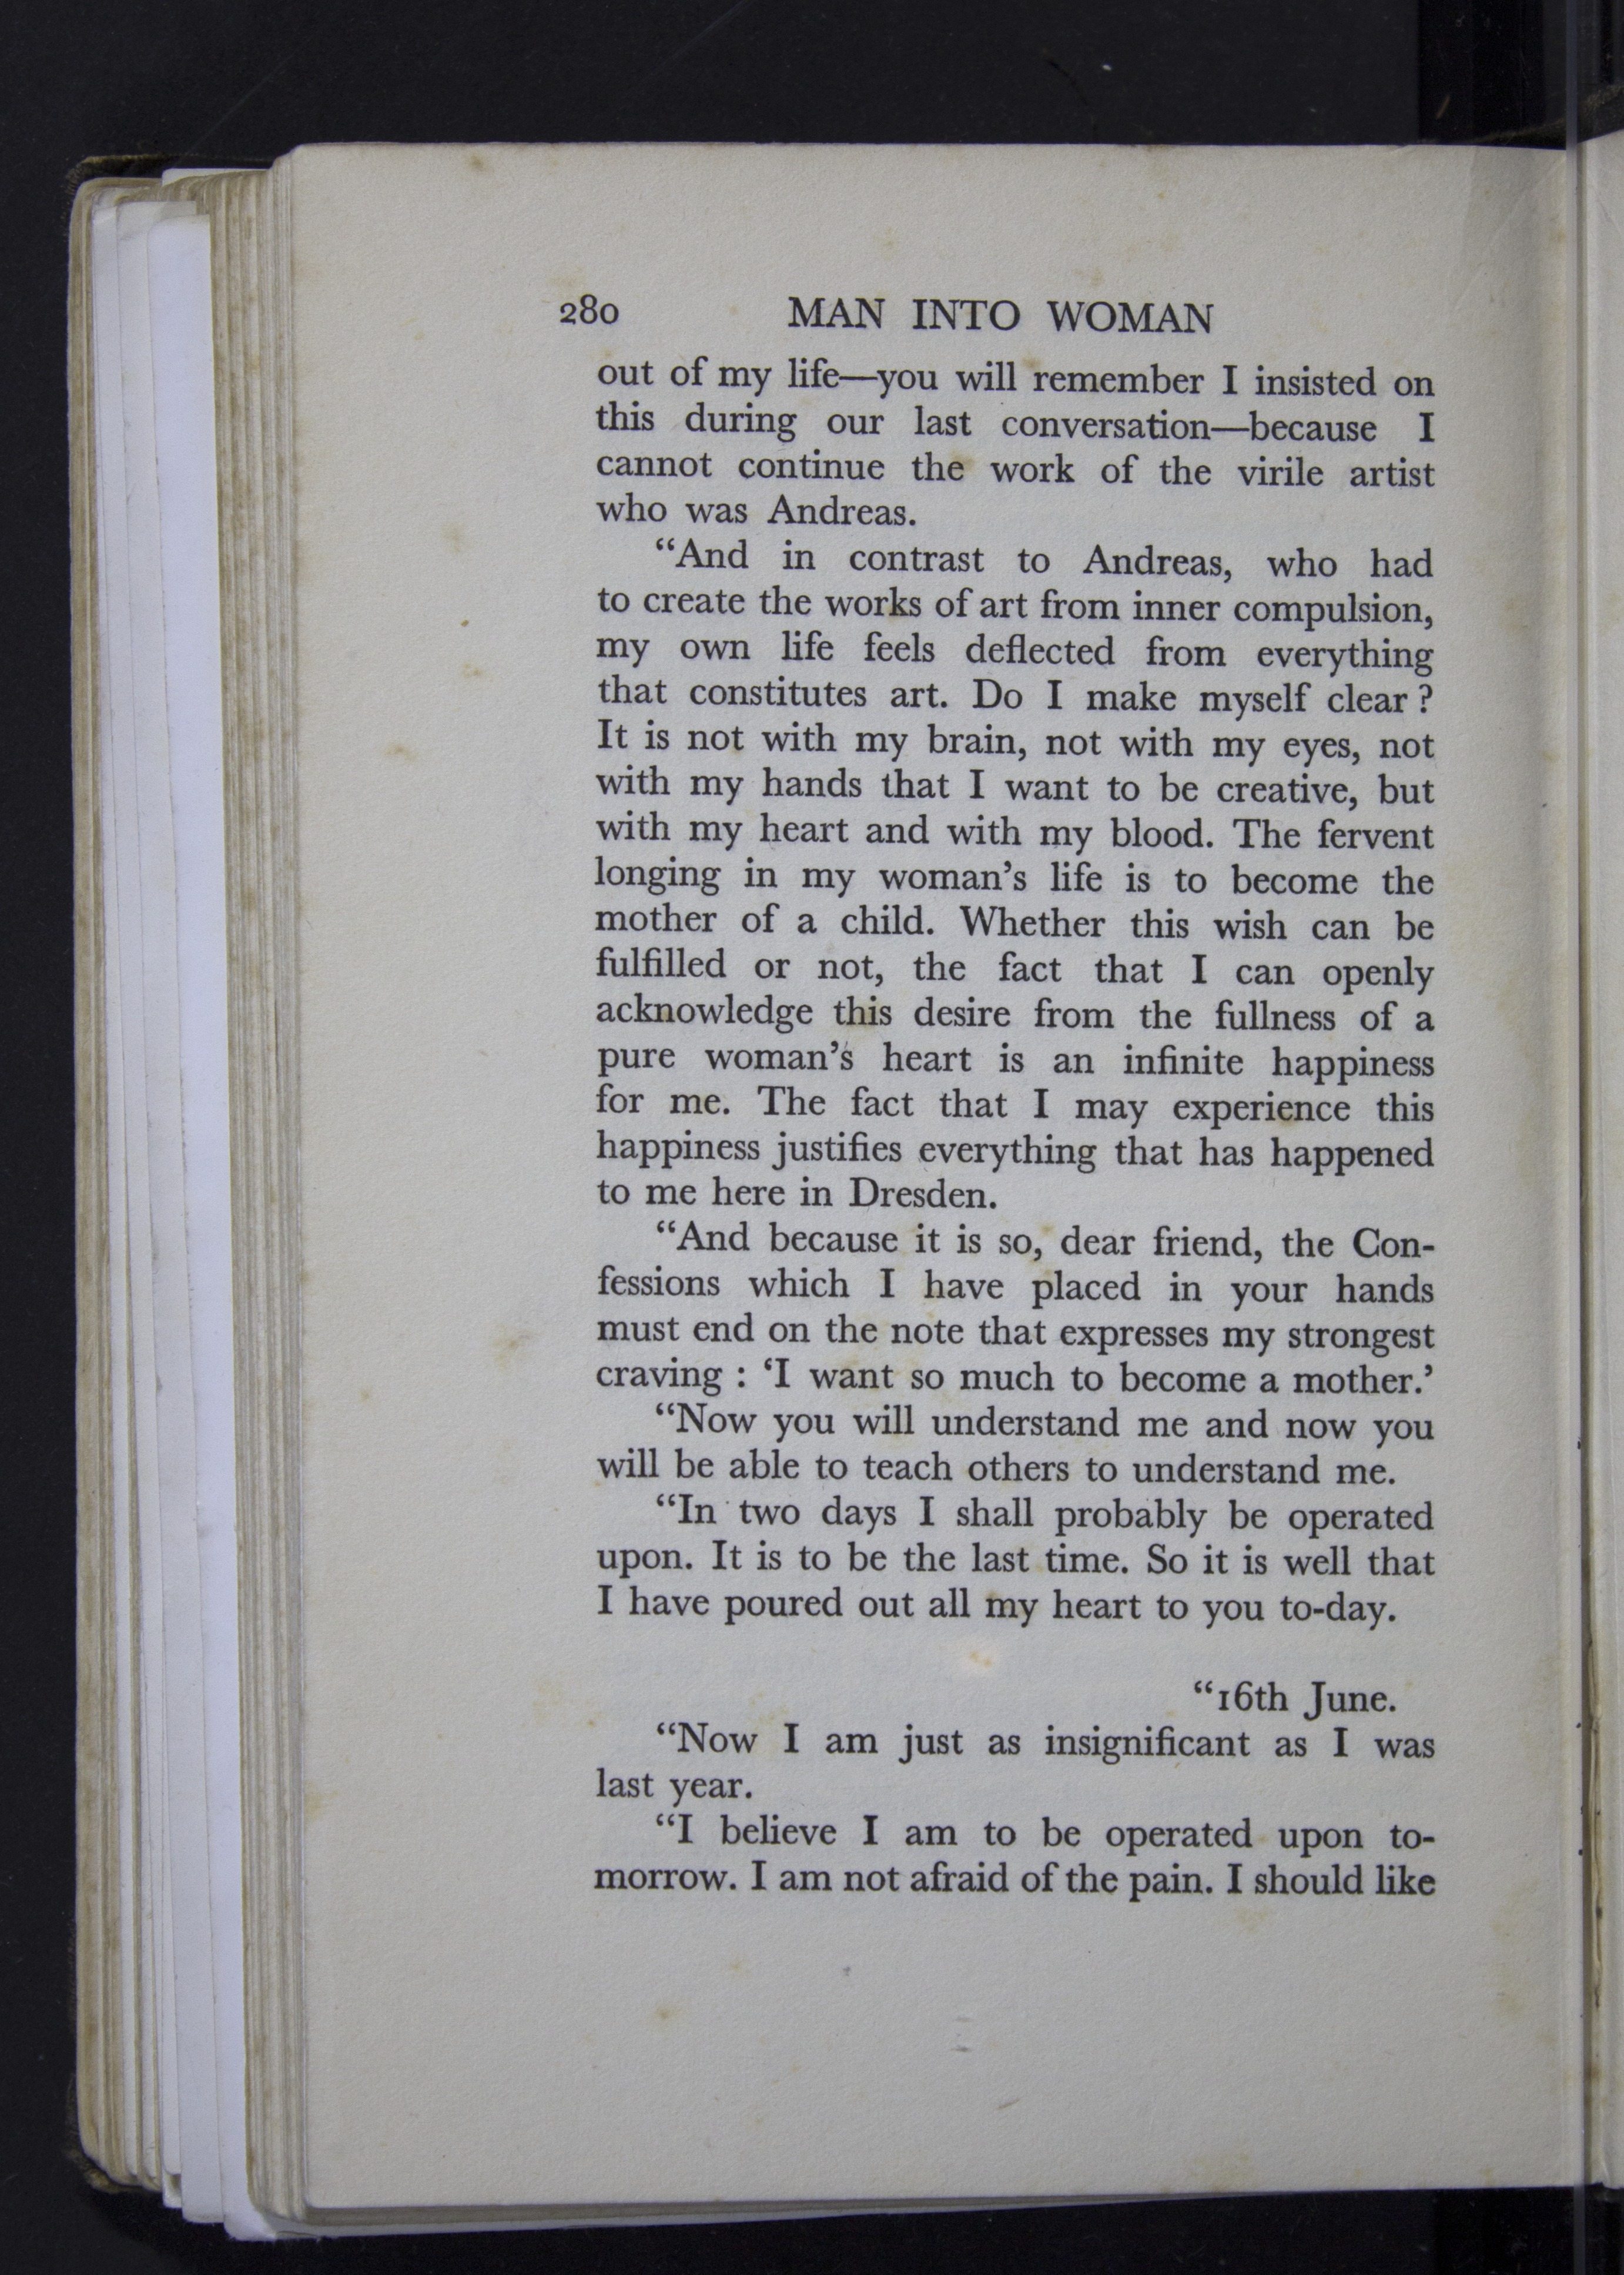 280 MAN INTO WOMAN
out of my life—you will remember I insisted on
this during our last conversation—because I
cannot continue the work of the virile artist
who was Andreas.
“And in contrast to Andreas, who had
to create the works of art from inner compulsion,
my own life feels deflected from everything
that constitutes art. Do I make myself clear ?
It is not with my brain, not with my eyes, not
with my hands that I want to be creative, but
with my heart and with my blood. The fervent
longing in my woman’s life is to become the
mother of a child. Whether this wish can be
fulfilled or not, the fact that I can openly
acknowledge this desire from the fullness of a
pure woman’s heart is an infinite happiness
for me. The fact that I may experience this
happiness justifies everything that has happened
to me here in Dresden.
“And because it is so, dear friend, the Con-
fessions which I have placed in your hands
must end on the note that expresses my strongest
craving : ‘I want so much to become a mother.’
“Now you will understand me and now you
will be able to teach others to understand me.
“In two days I shall probably be operated
upon. It is to be the last time. So it is well that
I have poured out all my heart to you to-day.
“16th June.
“Now I am just as insignificant as I was
last year.
“I believe I am to be operated upon to-
morrow. I am not afraid of the pain. I should like